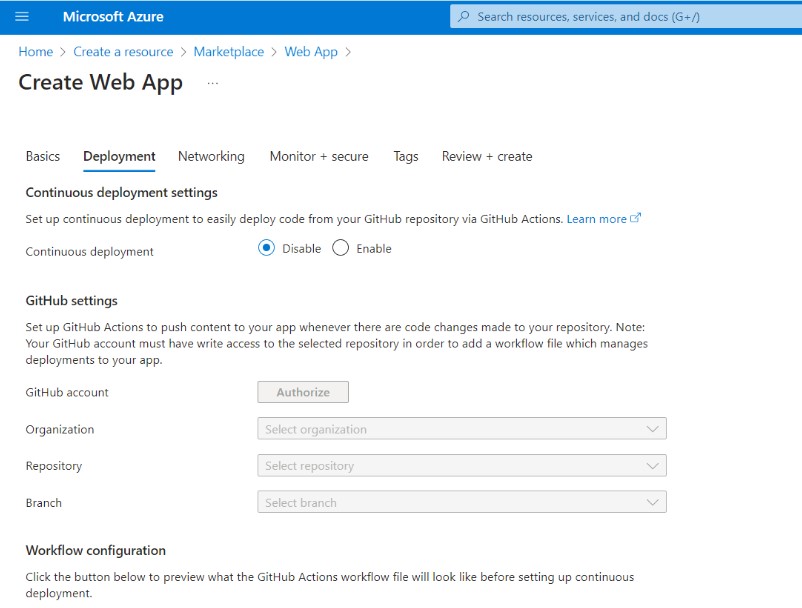 Microsoft Azure
Search resources, services, and docs (G+/)
Home > Create a resource > Marketplace > Web App >
Create Web App ...
Basics Deployment Networking Monitor + secure Tags Review + create
Continuous deployment settings
Set up continuous deployment to easily deploy code from your GitHub repository via GitHub Actions. Learn more
Continuous deployment Disable Enable
GitHub settings
Set up GitHub Actions to push content to your app whenever there are code changes made to your repository. Note:
Your GitHub account must have write access to the selected repository in order to add a workflow file which manages
deployments to your app.
GitHub account Authorize
Organization Select organization
Repository Select repository
Branch Select branch
Workflow configuration
Click the button below to preview what the GitHub Actions workflow file will look like before setting up continuous
deployment.